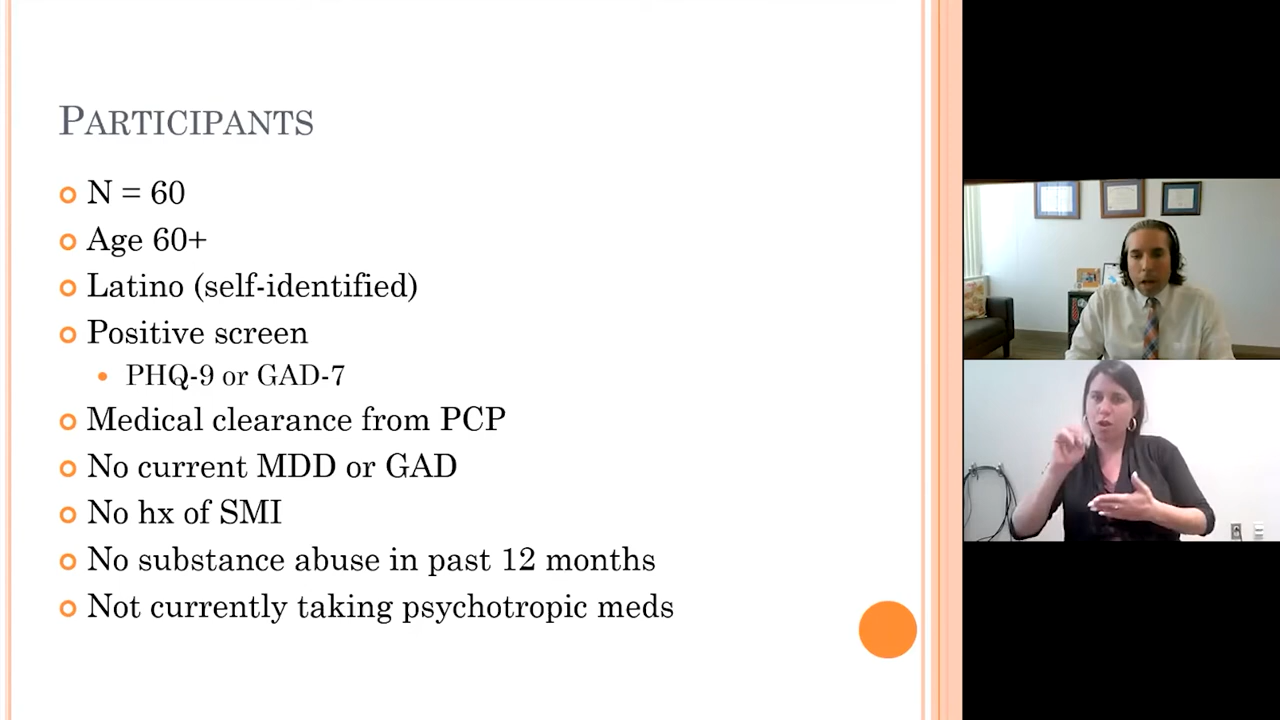 PARTICIPANTS
N = 60
Age 60+
Latino (self-identified)
Positive screen
PHQ-9 or GAD-7
Medical clearance from PCP
No current MDD or GAD
No hx of SMI
No substance abuse in past 12 months
Not currently taking psychotropic meds